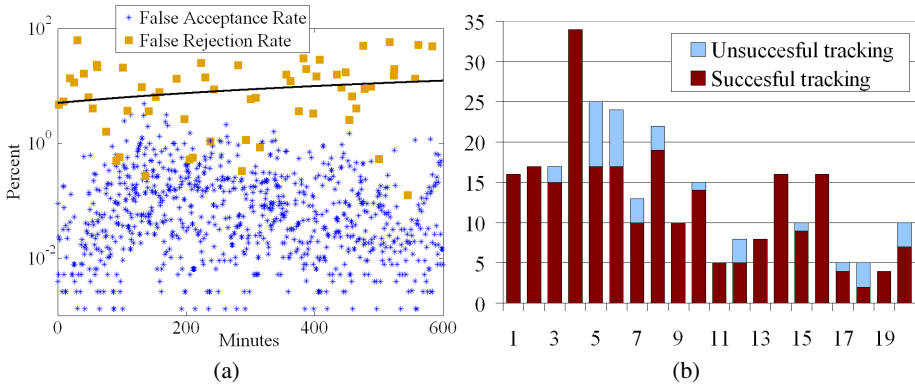 False Acceptance Rate
False Rejection Rate
10^2
10^0
10^-2
Percent
0
200
400
600
Minutes
(a)
35
30
25
20
15
10
5
0
Unsuccesful tracking
Succesful tracking
1 3 5 7 9 11 13 15 17 19
(b)